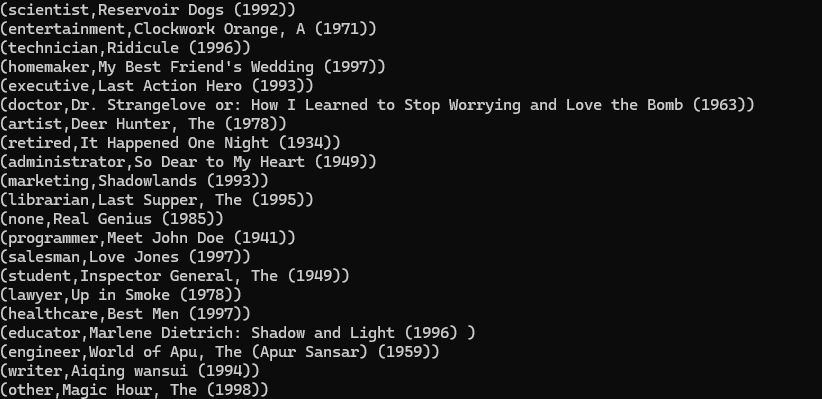 (scientist,Reservoir Dogs (1992))
(entertainment,Clockwork Orange, A (1971))
(technician,Ridicule (1996))
(homemaker,My Best Friend's Wedding (1997))
(executive,Last Action Hero (1993))
(doctor,Dr. Strangelove or: How I Learned to Stop Worrying and Love the Bomb (1963))
(artist,Deer Hunter, The (1978))
(retired,It Happened One Night (1934))
(administrator,So Dear to My Heart (1949))
(marketing,Shadowlands (1993))
(librarian,Last Supper, The (1995))
(none,Real Genius (1985))
(programmer,Meet John Doe (1941))
(salesman,Love Jones (1997))
(student,Inspector General, The (1949))
(lawyer,Up in Smoke (1978))
(healthcare,Best Men (1997))
(educator,Marlene Dietrich: Shadow and Light (1996) )
(engineer,World of Apu, The (Apur Sansar) (1959))
(writer,Aiqing wansui (1994))
(other,Magic Hour, The (1998))